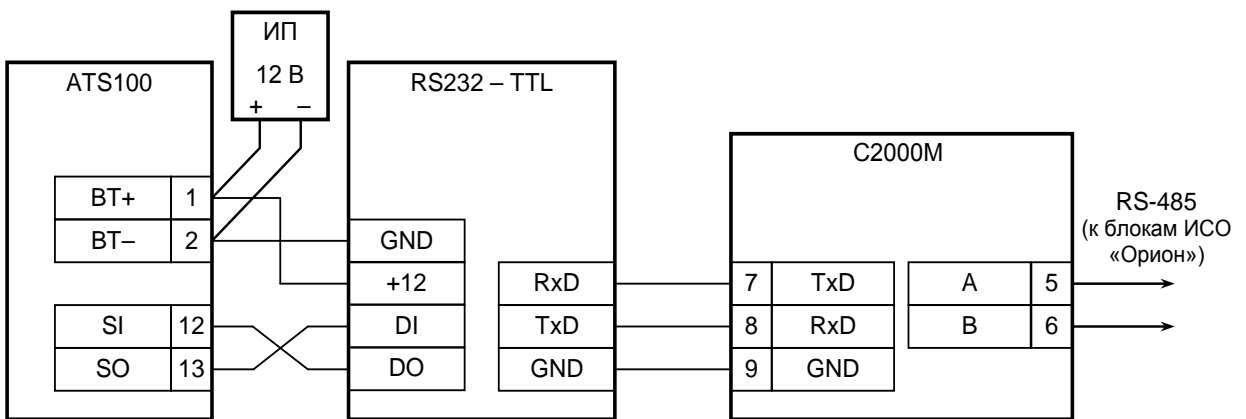 ИП
12 В
+ –
ATS100
BT+ 1
BT– 2
SI 12
SO 13
RS232 – TTL
GND
+12
DI
DO
RxD
TxD
GND
С2000М
7 TxD
8 RxD
9 GND
A 5
B 6
RS-485
(к блокам ИСО
«Орион»)